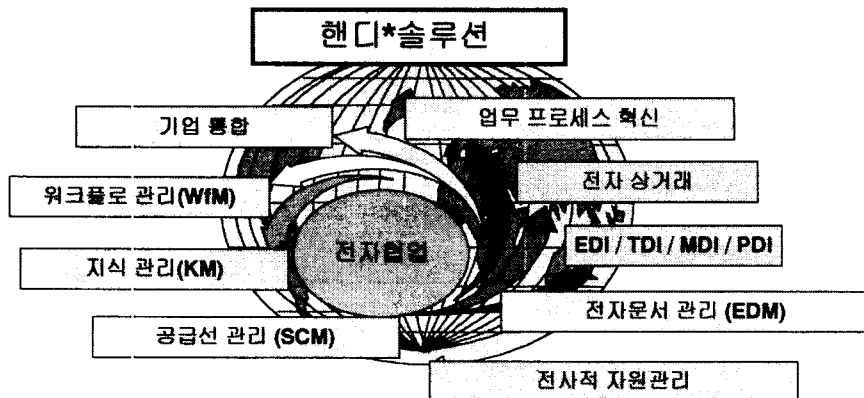 핸디*솔루션
기업 통합
업무 프로세스 혁신
워크플로 관리(WfM)
전자 상거래
전자협업
EDI / TDI / MDI / PDI
지식 관리(KM)
전자문서 관리 (EDM)
공급선 관리 (SCM)
전사적 자원관리